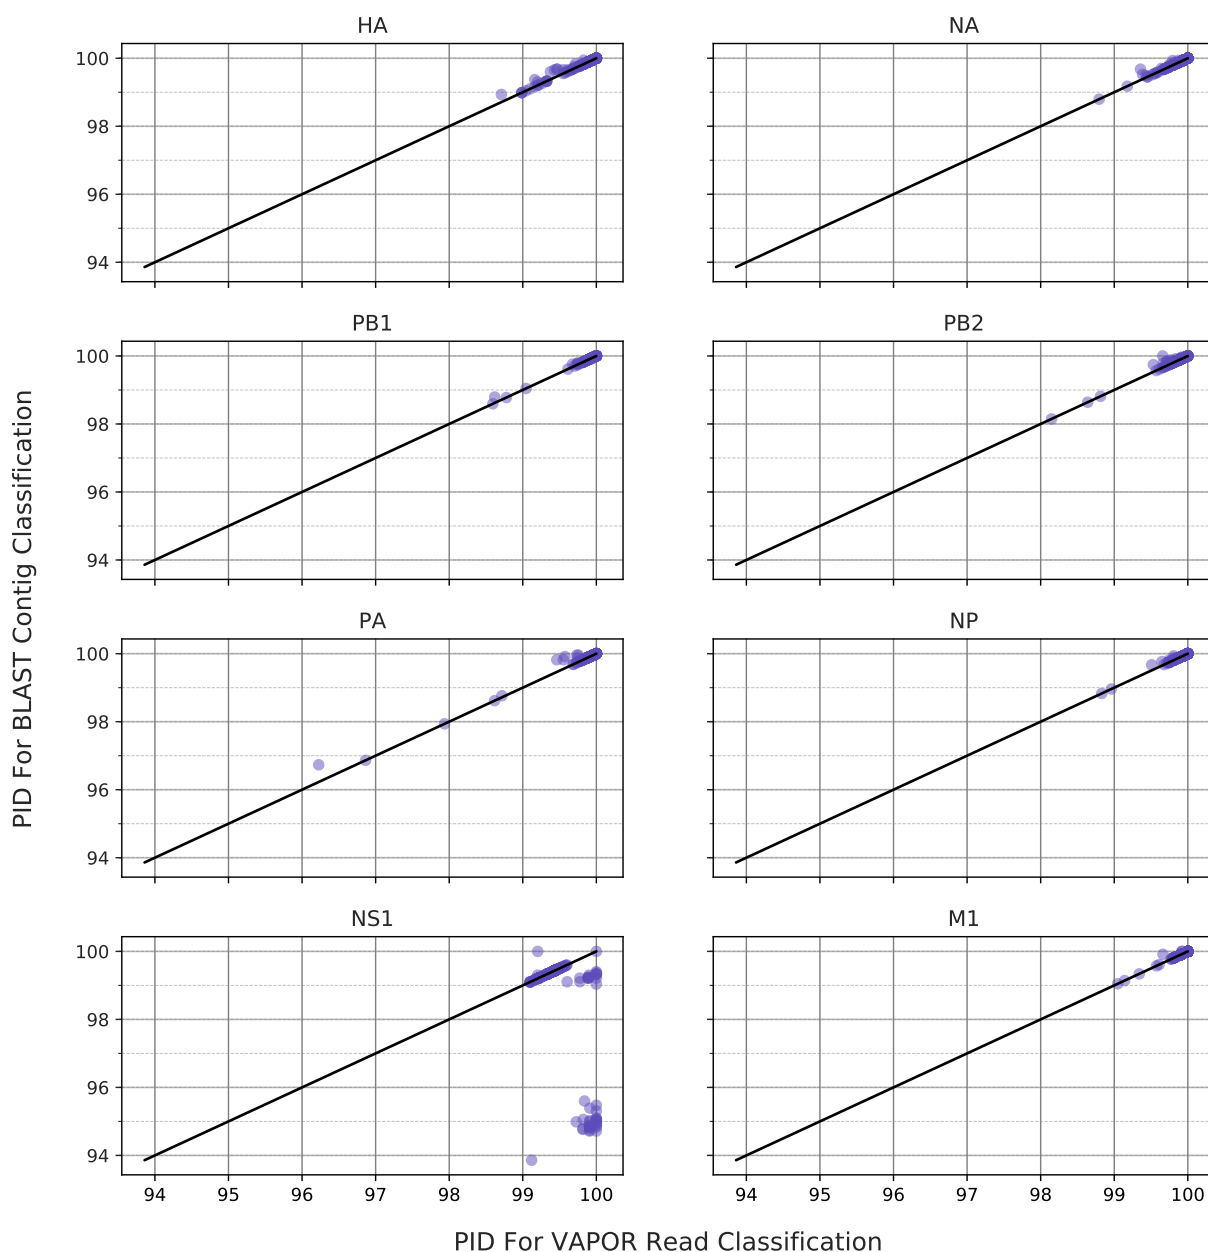 HA
NA
100
98
96
94
PB1
PB2
100
98
96
94
PID For BLAST Contig Classification
PA
NP
100
98
96
94
NS1
M1
100
98
96
94
94 95 96 97 98 99 100
94 95 96 97 98 99 100
PID For VAPOR Read Classification